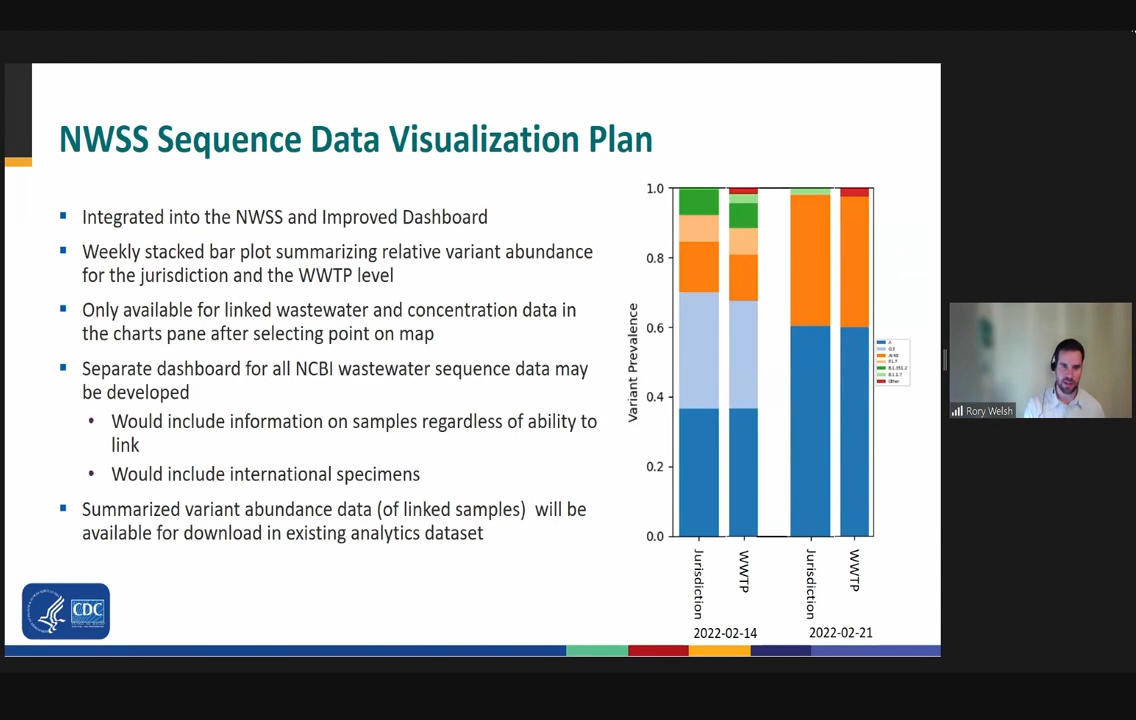 NWSS Sequence Data Visualization Plan
Integrated into the NWSS and Improved Dashboard
Weekly stacked bar plot summarizing relative variant abundance
for the jurisdiction and the WWTP level
Only available for linked wastewater and concentration data in
the charts pane after selecting point on map
Separate dashboard for all NCBI wastewater sequence data may
be developed
Would include information on samples regardless of ability to
link
Would include international specimens
Summarized variant abundance data (of linked samples) will be
available for download in existing analytics dataset
CDC
Variant Prevalence
1.0
0.8
0.6
0.4
0.2
0.0
Jurisdiction
WWTP
Jurisdiction
WWTP
2022-02-14
2022-02-21
A
Other
Rory Welsh